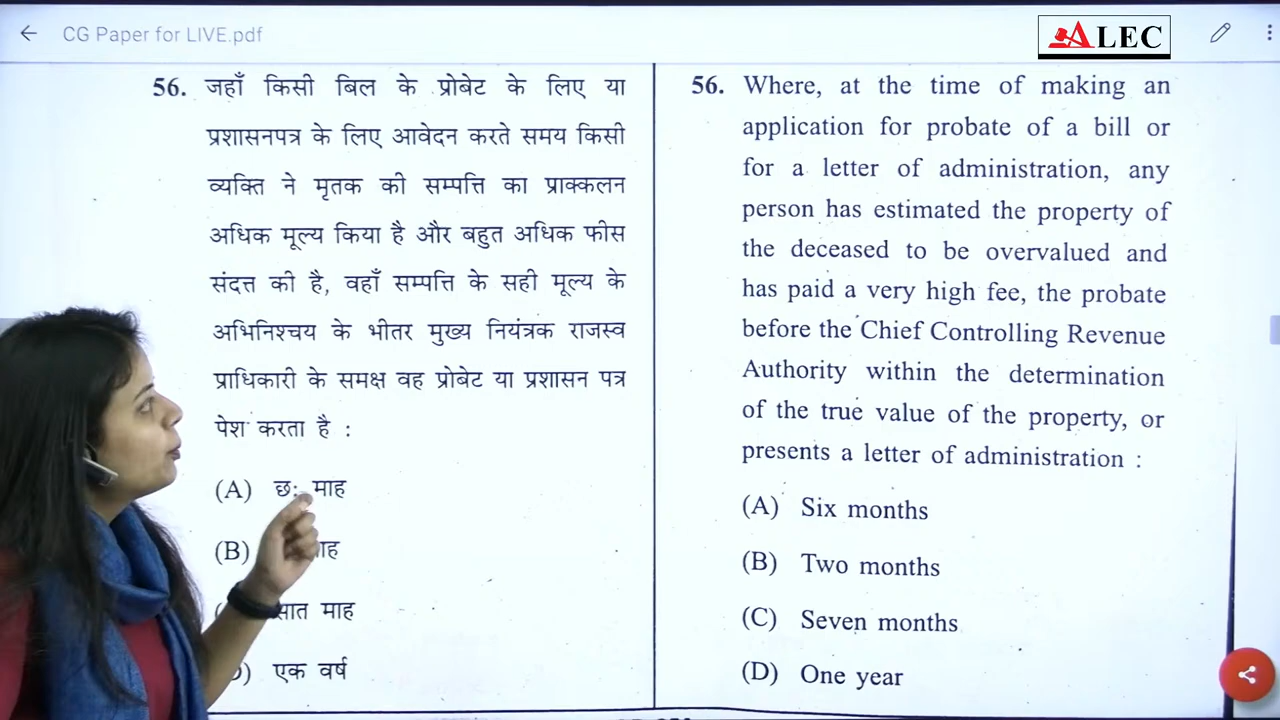 CG Paper for LIVE.pdf
ALEC
56. जहाँ किसी बिल के प्रोबेट के लिए या
प्रशासनपत्र के लिए आवेदन करते समय किसी
व्यक्ति ने मृतक की सम्पत्ति का प्राक्कलन
अधिक मूल्य किया है और बहुत अधिक फीस
संदत्त की है, वहाँ सम्पत्ति के सही मूल्य के
अभिनिश्चय के भीतर मुख्य नियंत्रक राजस्व
प्राधिकारी के समक्ष वह प्रोबेट या प्रशासन पत्र
पेश करता है :
(A) छः माह
(B)
सात माह
एक वर्ष
56. Where, at the time of making an
application for probate of a bill or
for a letter of administration, any
person has estimated the property of
the deceased to be overvalued and
has paid a very high fee, the probate
before the Chief Controlling Revenue
Authority within the determination
of the true value of the property, or
presents a letter of administration :
(A) Six months
(B) Two months
(C) Seven months
(D) One year